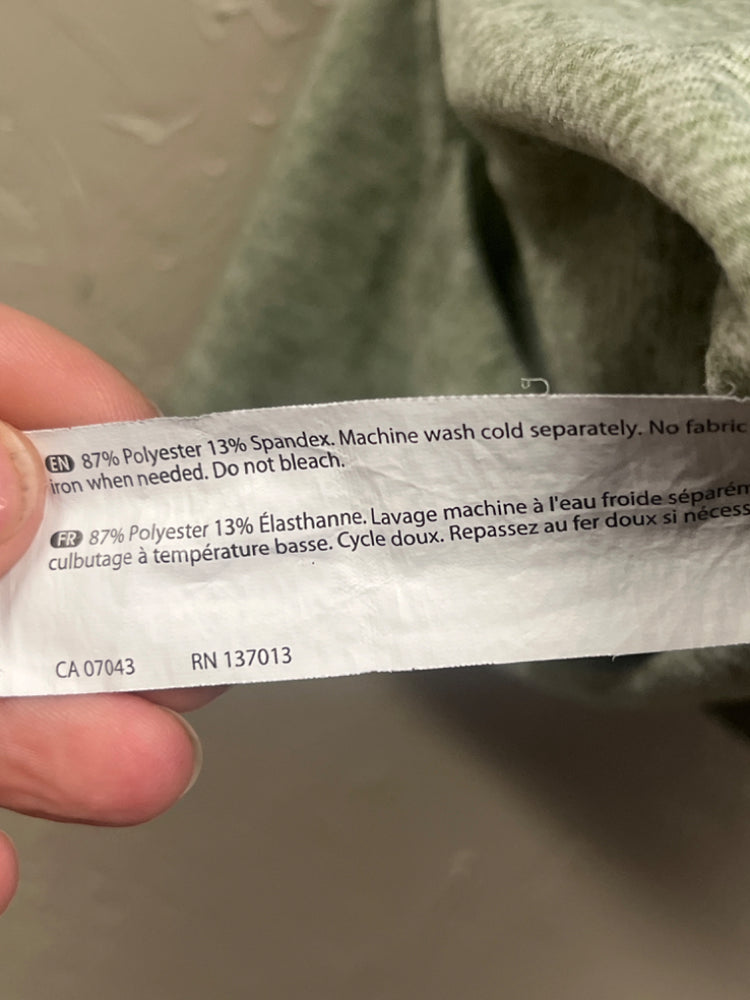 EN 87% Polyester 13% Spandex. Machine wash cold separately. No fabric
iron when needed. Do not bleach.
FR 87% Polyester 13% Élasthanne. Lavage machine à l'eau froide séparém
culbutage à température basse. Cycle doux. Repassez au fer doux si nécess
CA 07043 RN 137013